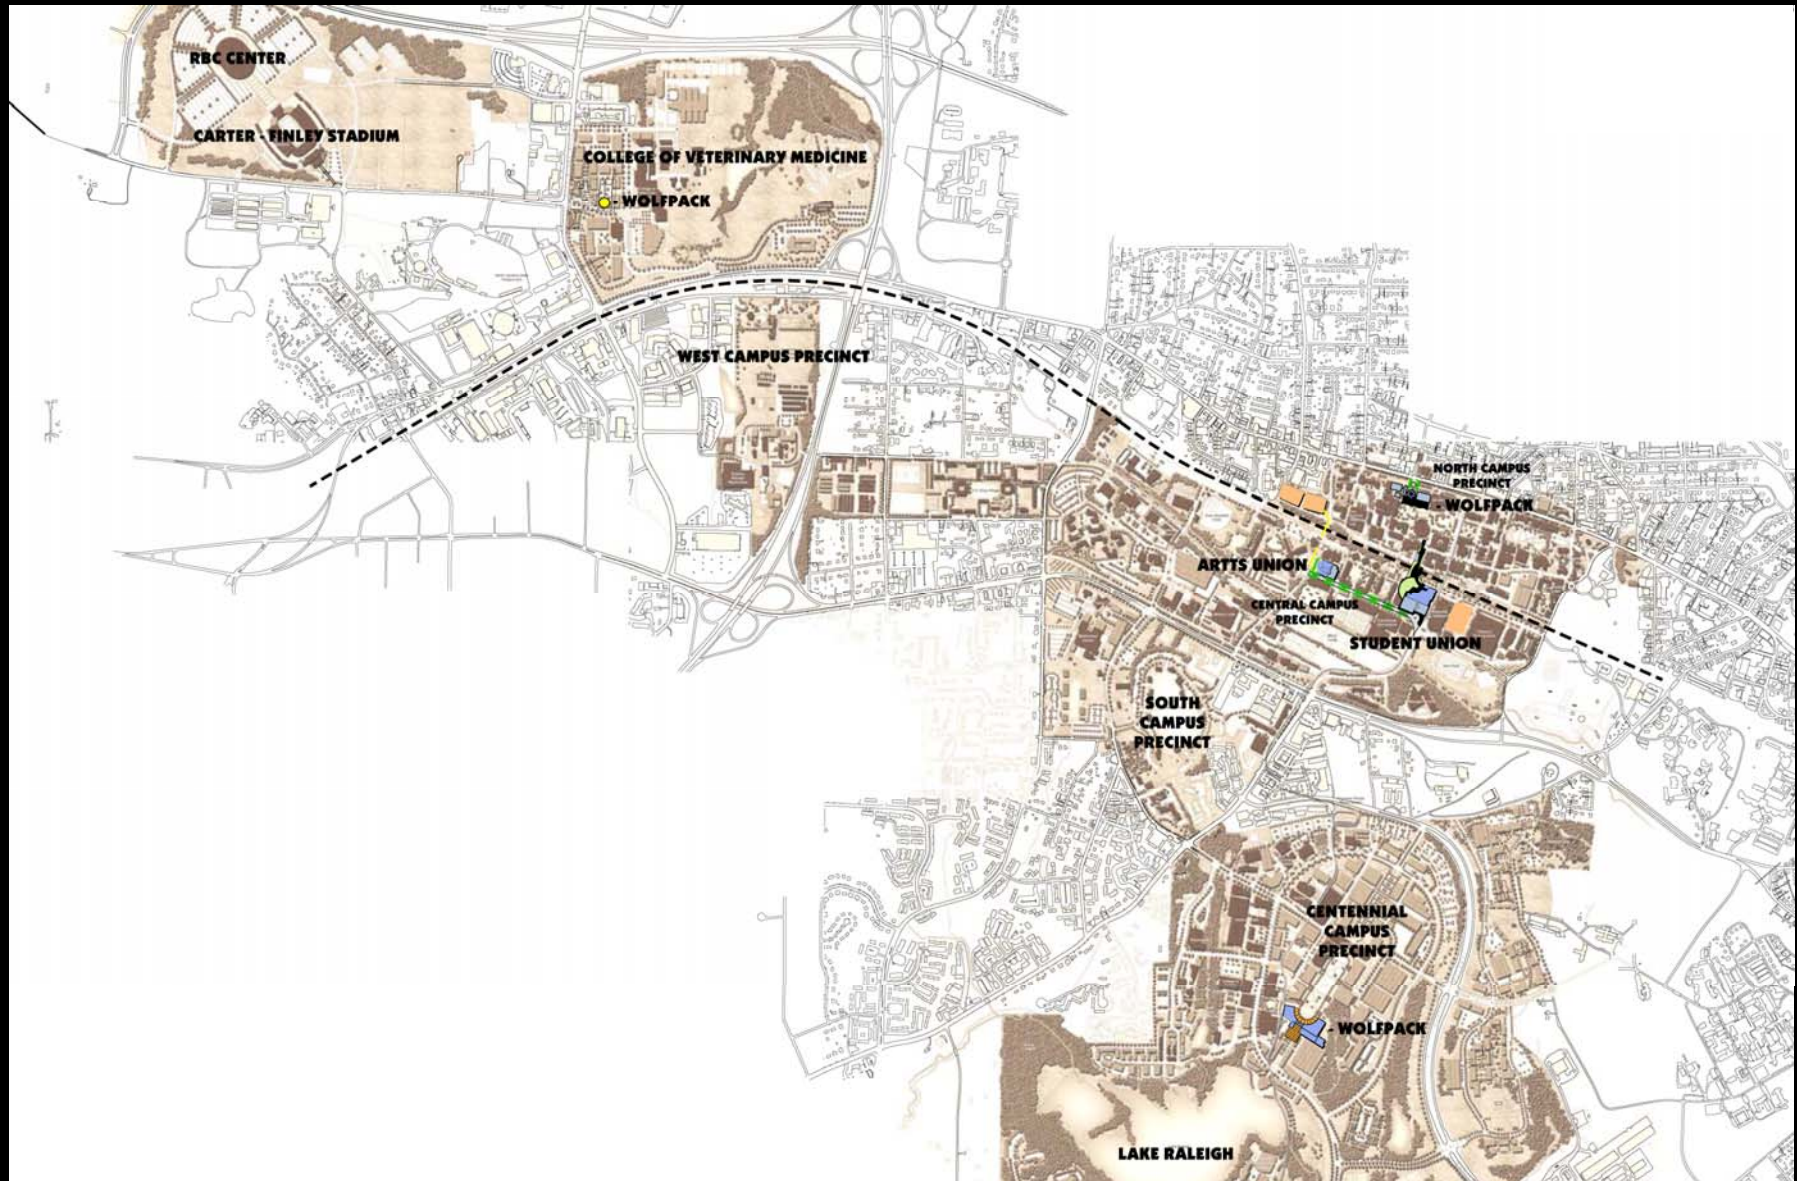 RBC CENTER
CARTER - FINLEY STADIUM
COLLEGE OF VETERINARY MEDICINE
- WOLFPACK
WEST CAMPUS PRECINCT
NORTH CAMPUS
PRECINCT
- WOLFPACK
ARTTS UNION
CENTRAL CAMPUS
PRECINCT
STUDENT UNION
SOUTH
CAMPUS
PRECINCT
CENTENNIAL
CAMPUS
PRECINCT
- WOLFPACK
LAKE RALEIGH